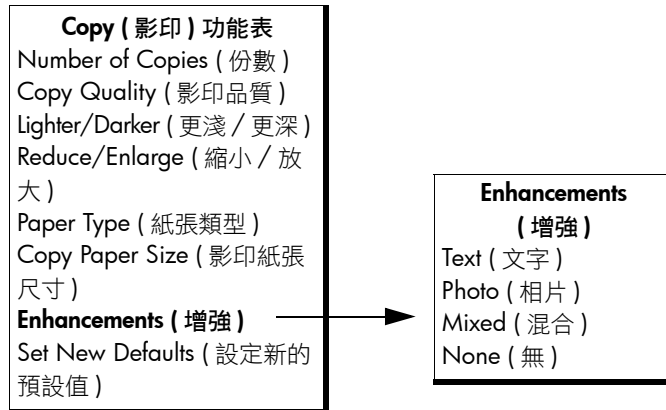 Copy ( 影印 ) 功能表
Number of Copies ( 份數 )
Copy Quality ( 影印品質 )
Lighter/Darker ( 更淺 / 更深 )
Reduce/Enlarge ( 縮小 / 放
大 )
Paper Type ( 紙張類型 )
Copy Paper Size ( 影印紙張
尺寸 )
Enhancements ( 增強 )
Set New Defaults ( 設定新的
預設值 )
Enhancements
( 增強 )
Text ( 文字 )
Photo ( 相片 )
Mixed ( 混合 )
None ( 無 )